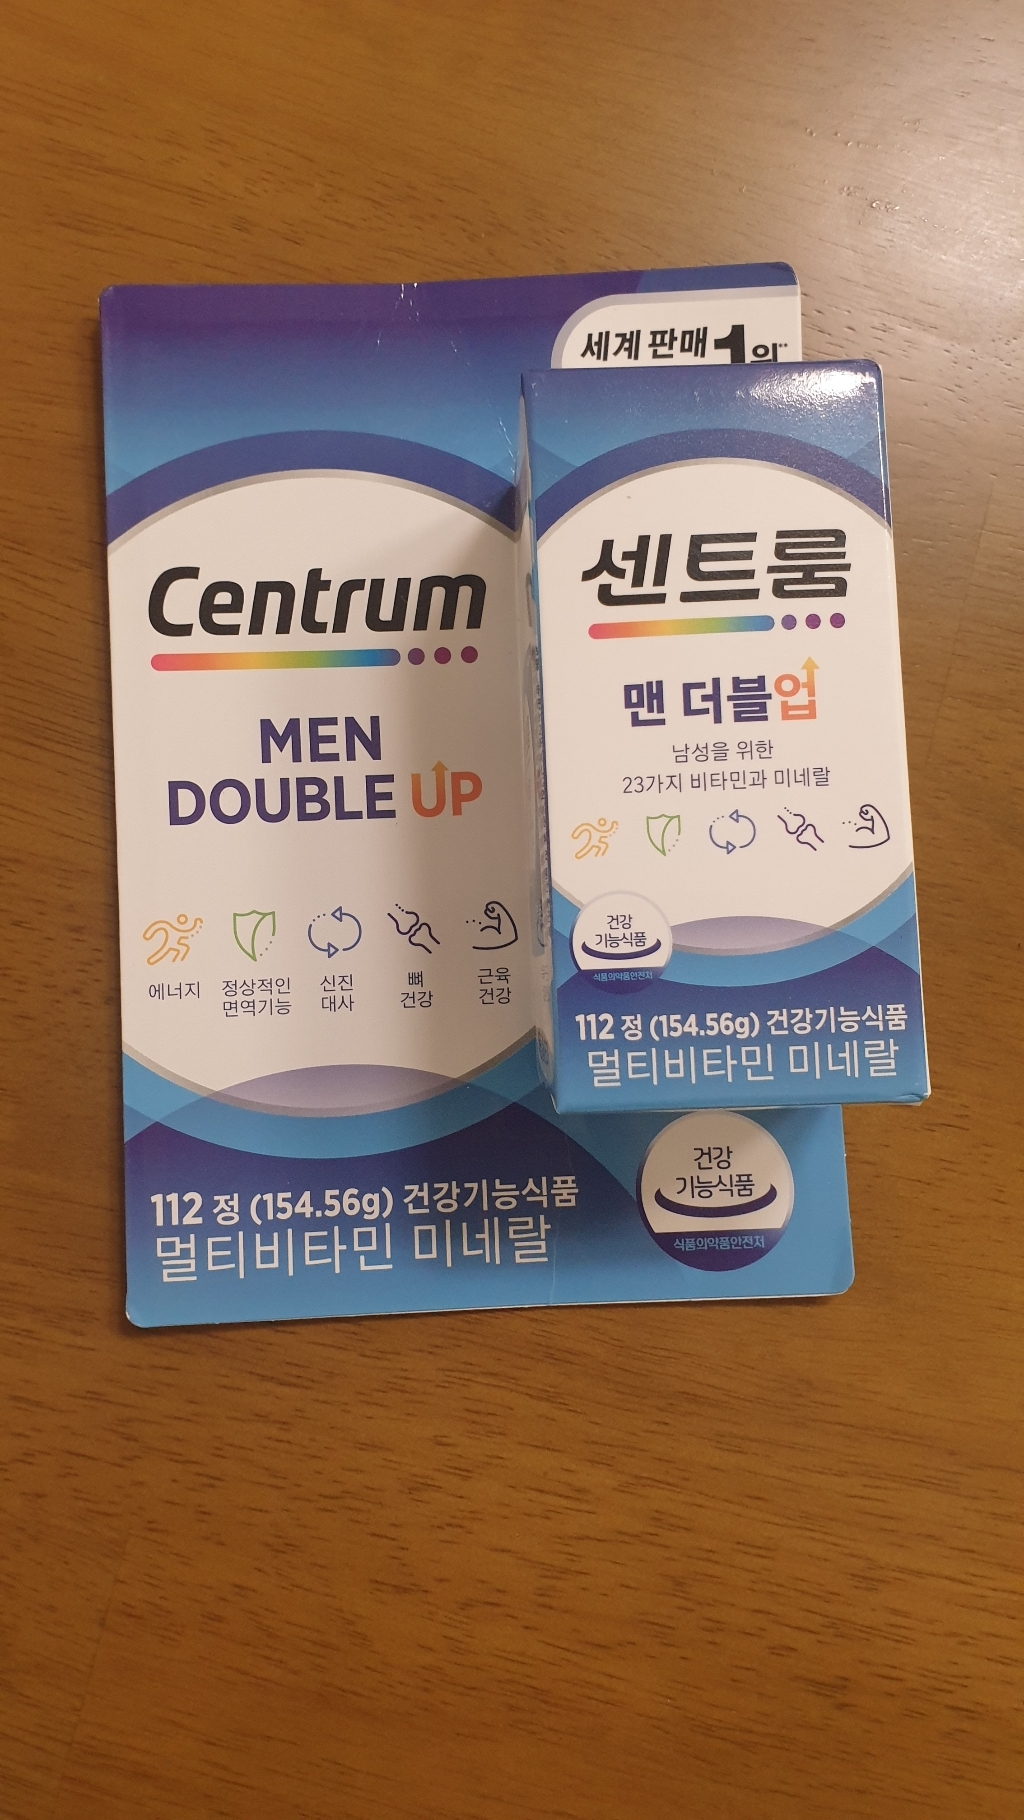 세계 판매 1위**
Centrum
MEN
DOUBLE UP
에너지
정상적인
면역기능
신진
대사
뼈
건강
근육
건강
112 정 (154.56g) 건강기능식품
멀티비타민 미네랄
건강
기능식품
식품의약품안전처
센트룸
맨 더블업
남성을 위한
23가지 비타민과 미네랄
건강
기능식품
식품의약품안전처
112 정 (154.56g) 건강기능식품
멀티비타민 미네랄